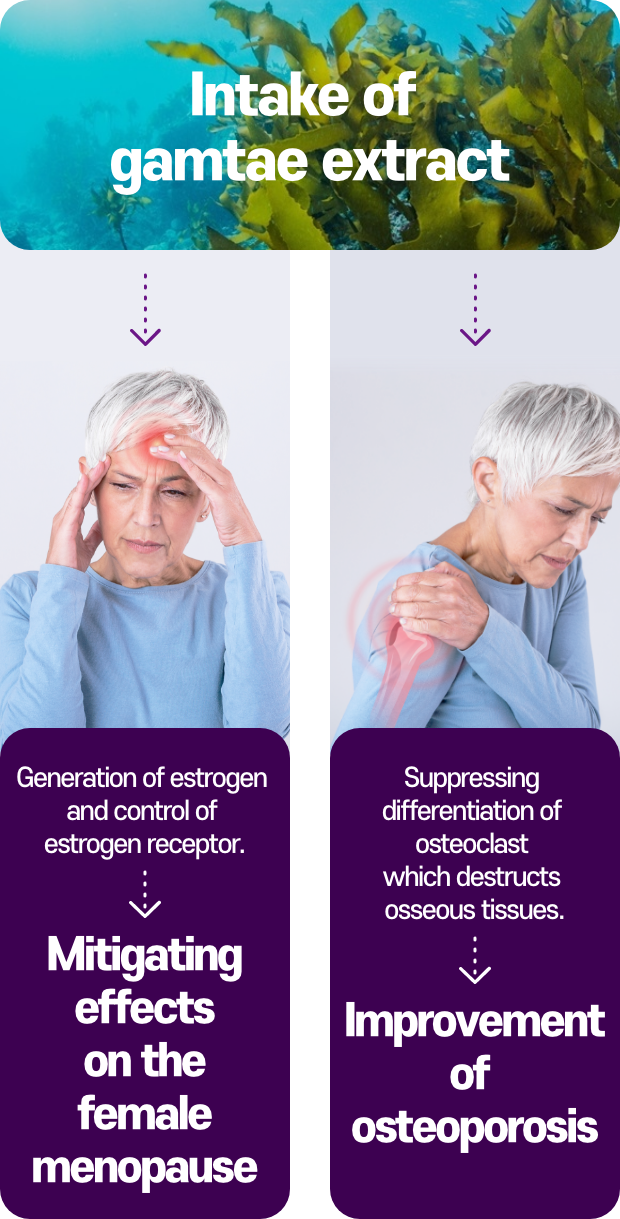 Intake of
gamtae extract
Generation of estrogen
and control of
estrogen receptor.
Mitigating
effects
on the
female
menopause
Suppressing
differentiation of
osteoclast
which destructs
osseous tissues.
Improvement
of
osteoporosis